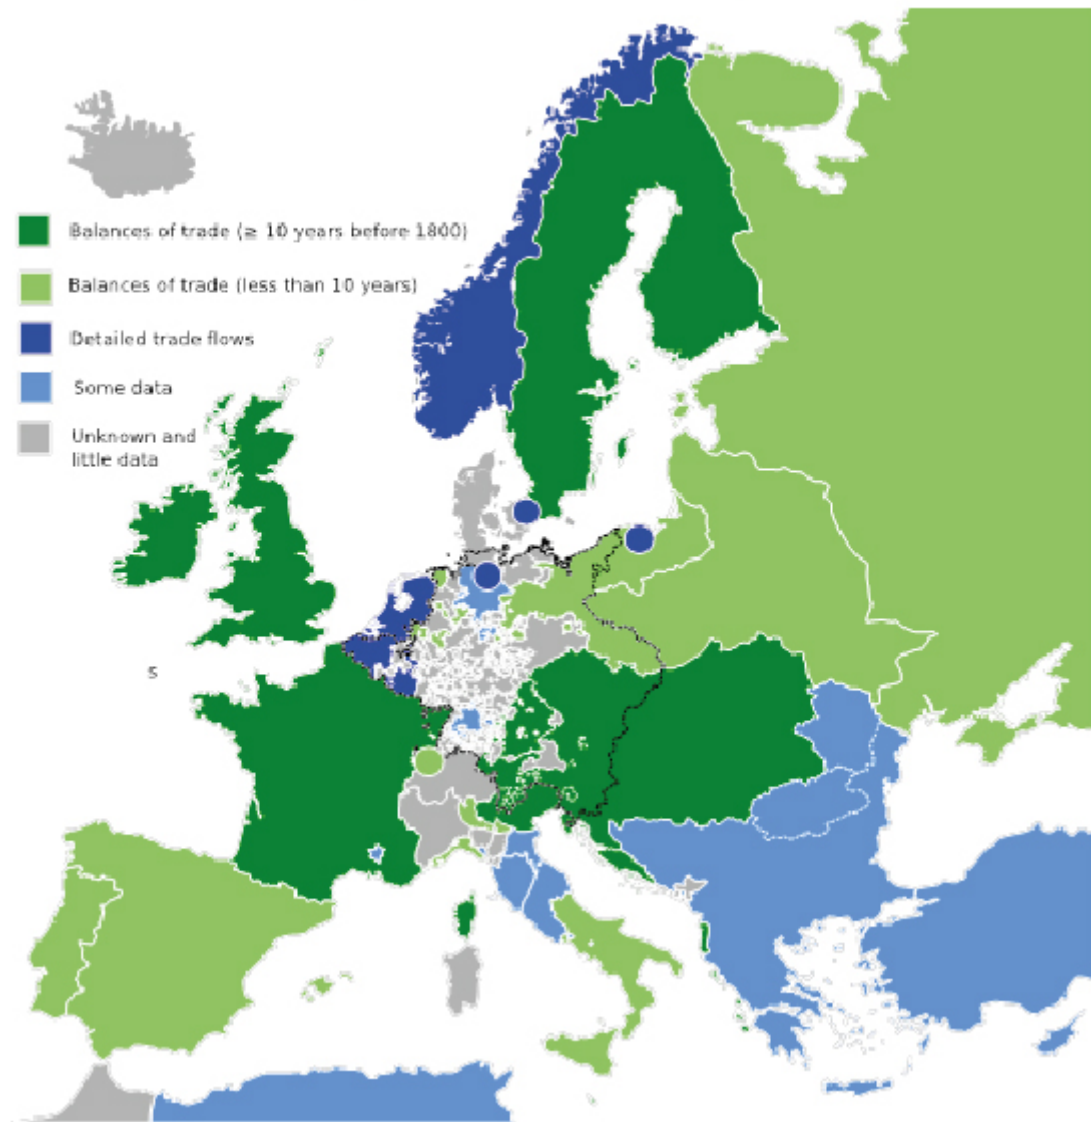 Balances of trade (≥ 10 years before 1800)
Balances of trade (less than 10 years)
Detailed trade flows
Some data
Unknown and
little data
S